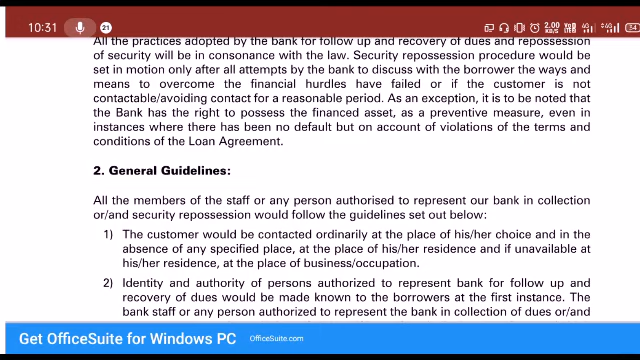 10:31
21
2.00 KB/S
Vo) LTE
4G
4G
34
All the practices adopted by the bank for follow up and recovery of dues and repossession
of security will be in consonance with the law. Security repossession procedure would be
set in motion only after all attempts by the bank to discuss with the borrower the ways and
means to overcome the financial hurdles have failed or if the customer is not
contactable/avoiding contact for a reasonable period. As an exception, it is to be noted that
the Bank has the right to possess the financed asset, as a preventive measure, even in
instances where there has been no default but on account of violations of the terms and
conditions of the Loan Agreement.
2. General Guidelines:
All the members of the staff or any person authorised to represent our bank in collection
or/and security repossession would follow the guidelines set out below:
1) The customer would be contacted ordinarily at the place of his/her choice and in the
absence of any specified place, at the place of his/her residence and if unavailable at
his/her residence, at the place of business/occupation.
2) Identity and authority of persons authorized to represent bank for follow up and
recovery of dues would be made known to the borrowers at the first instance. The
bank staff or any person authorized to represent the bank in collection of dues or/and
Get OfficeSuite for Windows PC OfficeSuite.com